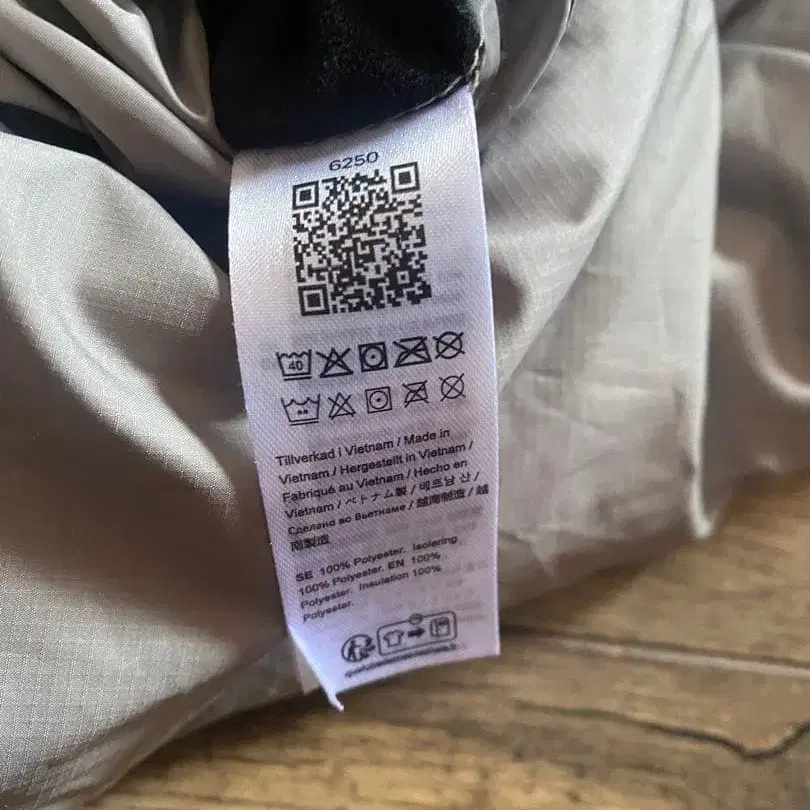 6250
40
Tillverkad i Vietnam / Made in
Vietnam / Hergestellt in Vietnam /
Fabriqué au Vietnam / Hecho en
Vietnam / ベトナム製 / 베트남 산 /
Сделано во Вьетнаме / 越南制造 / 越
南製造
SE 100% Polyester. Isolering
100% Polyester. EN 100%
Polyester. Insulation 100%
Polyester.